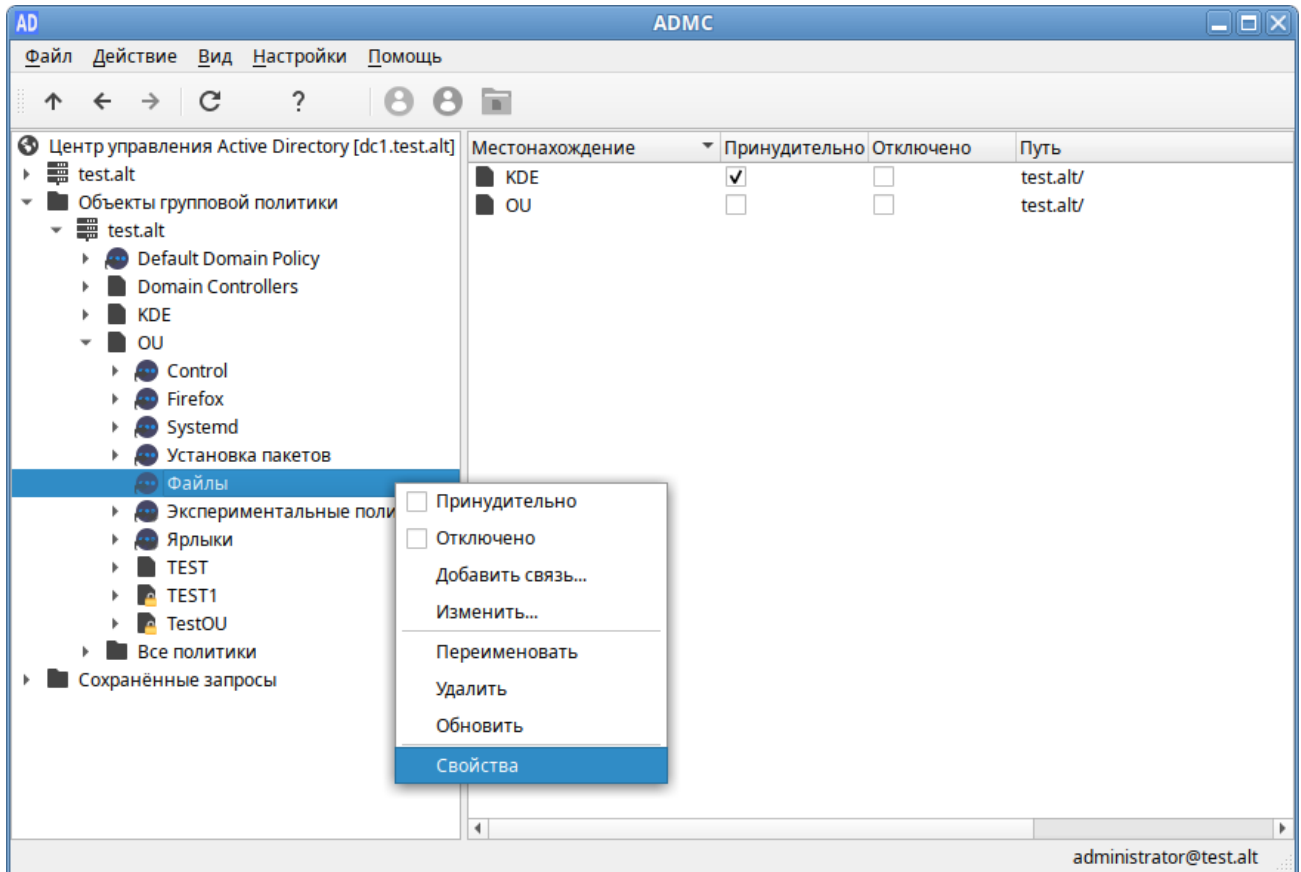 AD ADMC
Файл Действие Вид Настройки Помощь
?
Центр управления Active Directory [dc1.test.alt]
test.alt
Объекты групповой политики
test.alt
Default Domain Policy
Domain Controllers
KDE
OU
Control
Firefox
Systemd
Установка пакетов
Файлы
Экспериментальные поли
Ярлыки
TEST
TEST1
TestOU
Все политики
Сохранённые запросы
Местонахождение Принудительно Отключено Путь
KDE test.alt/
OU test.alt/
Принудительно
Отключено
Добавить связь...
Изменить...
Переименовать
Удалить
Обновить
Свойства
administrator@test.alt